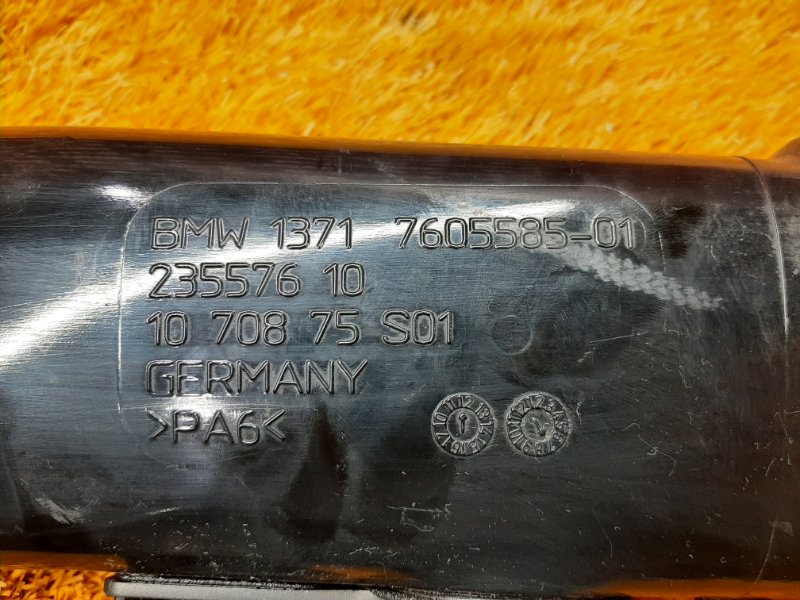 BMW 1371 7605585-01
235576 10
10 708 75 S01
GERMANY
>PA6<